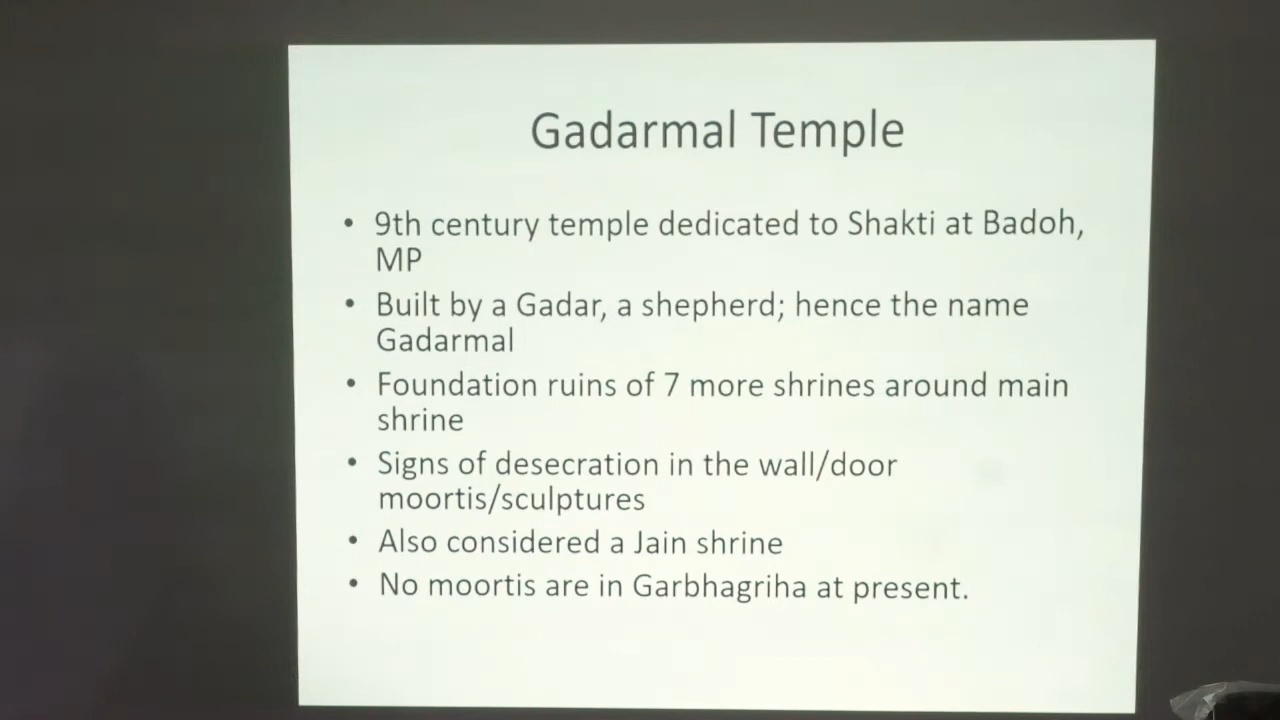 Gadarmal Temple
• 9th century temple dedicated to Shakti at Badoh,
MP
• Built by a Gadar, a shepherd; hence the name
Gadarmal
• Foundation ruins of 7 more shrines around main
shrine
• Signs of desecration in the wall/door
moortis/sculptures
• Also considered a Jain shrine
• No moortis are in Garbhagriha at present.